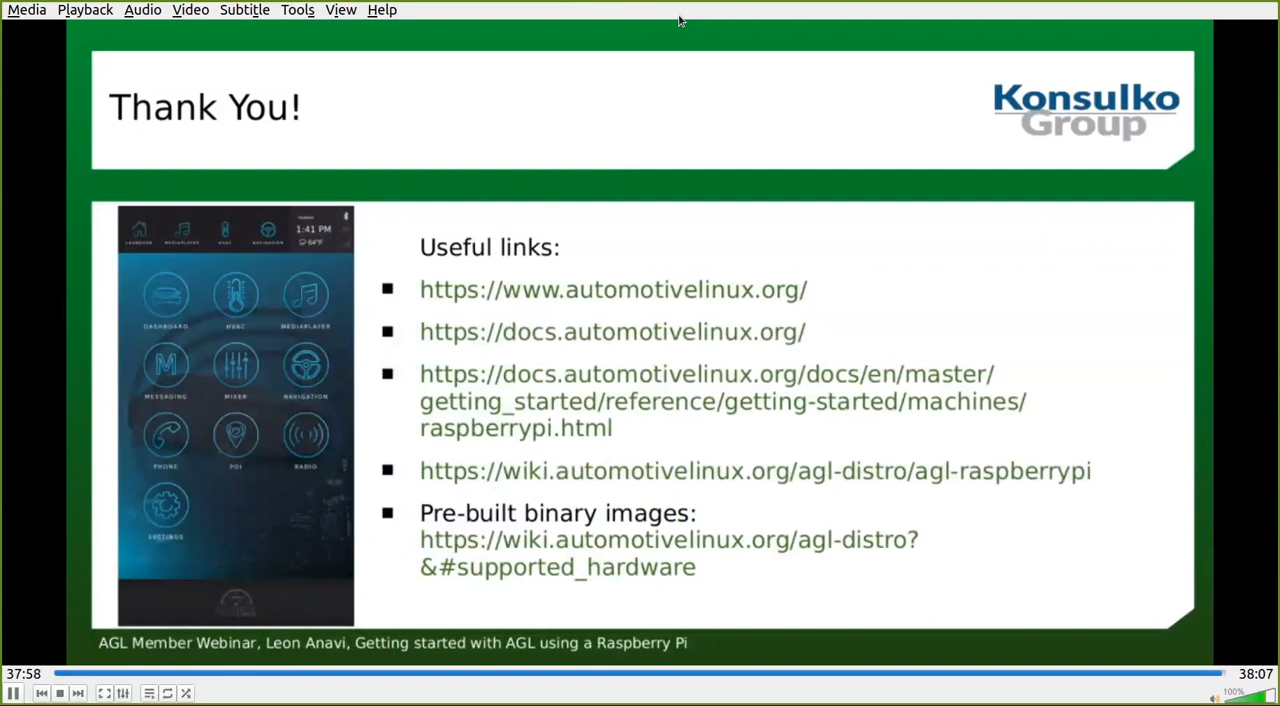 Media Playback Audio Video Subtitle Tools View Help
Thank You!
Konsulko
Group
1:41 PM
64°F
DASHBOARD HVAC MEDIAPLAYER
MESSAGING MIXER NAVIGATION
PHONE POI RADIO
SETTINGS
Useful links:
https://www.automotivelinux.org/
https://docs.automotivelinux.org/
https://docs.automotivelinux.org/docs/en/master/
getting_started/reference/getting-started/machines/
raspberrypi.html
https://wiki.automotivelinux.org/agl-distro/agl-raspberrypi
Pre-built binary images:
https://wiki.automotivelinux.org/agl-distro?
&#supported_hardware
AGL Member Webinar, Leon Anavi, Getting started with AGL using a Raspberry Pi
37:58 38:07
100%